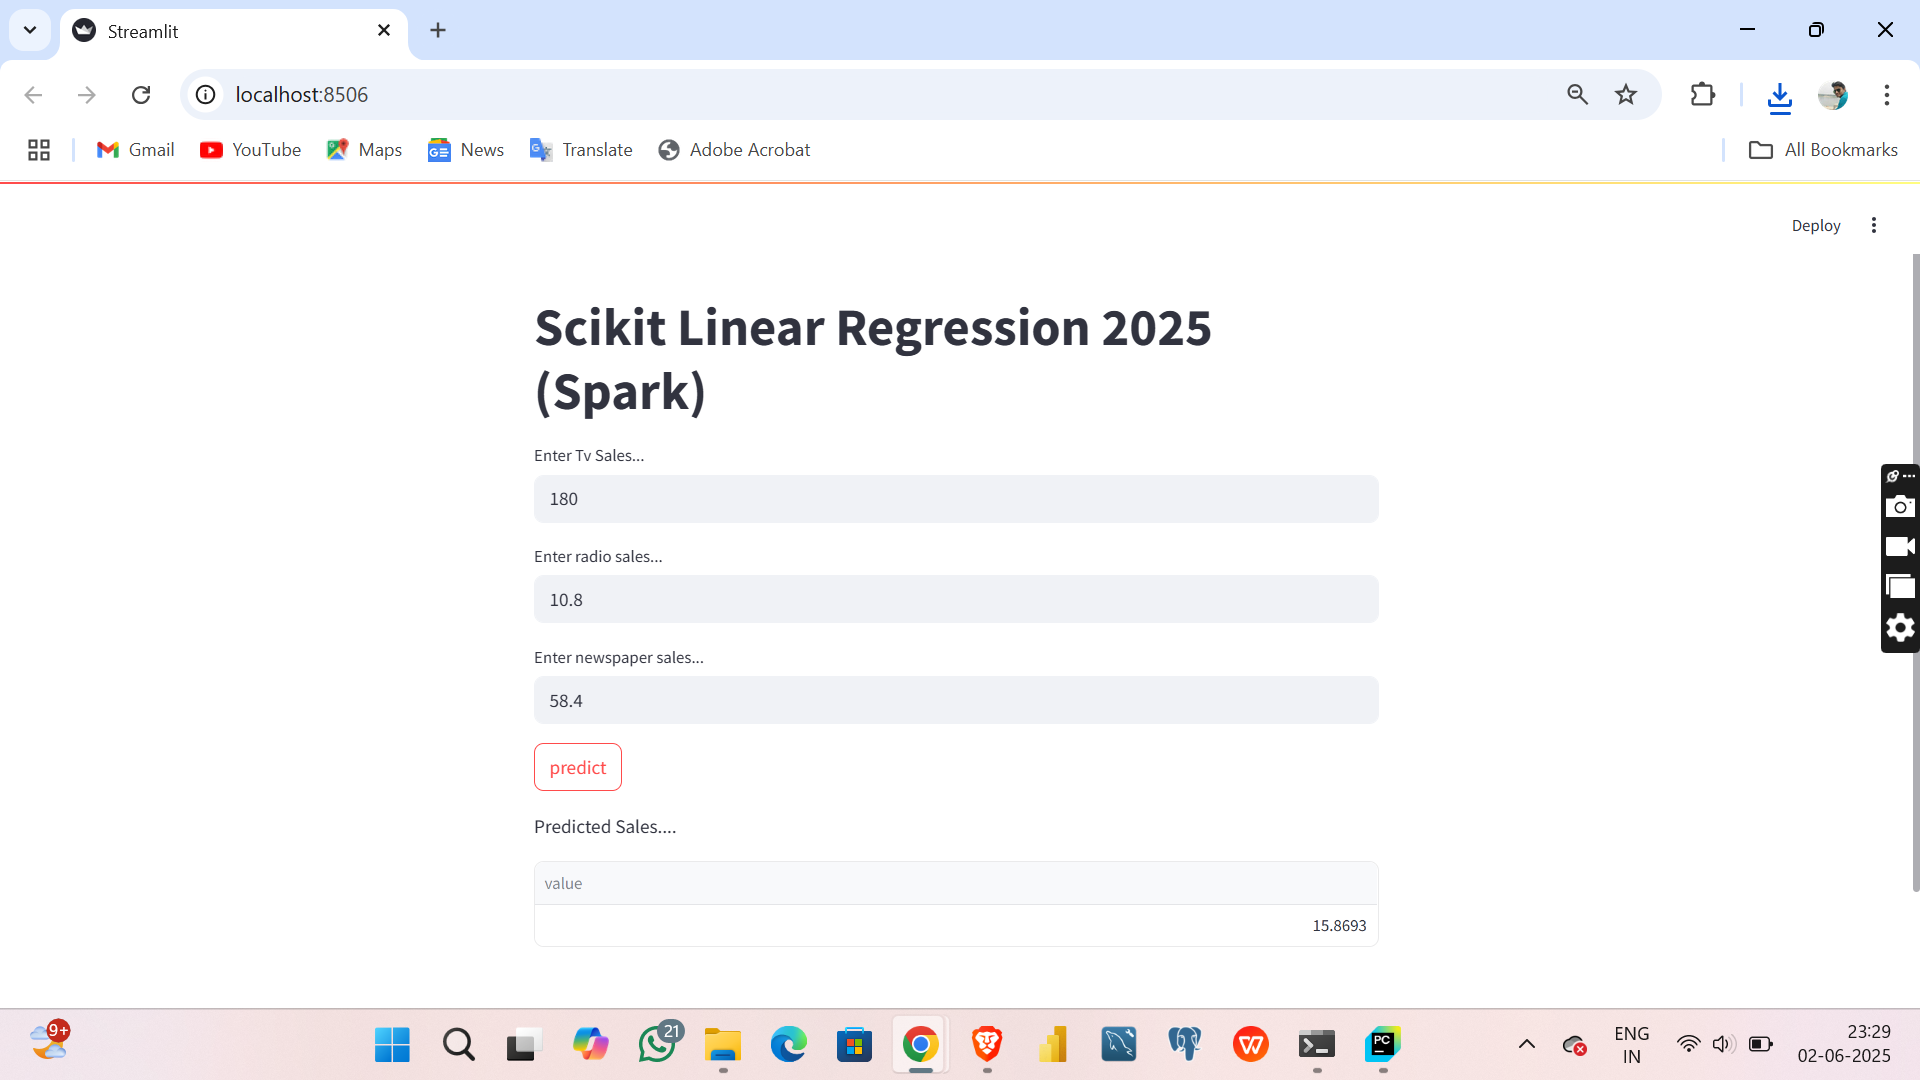 Streamlit
localhost:8506
Gmail
YouTube
Maps
News
Translate
Adobe Acrobat
All Bookmarks
Deploy
Scikit Linear Regression 2025
(Spark)
Enter Tv Sales...
180
Enter radio sales...
10.8
Enter newspaper sales...
58.4
predict
Predicted Sales....
value
15.8693
9+
21
PC
ENG
IN
23:29
02-06-2025